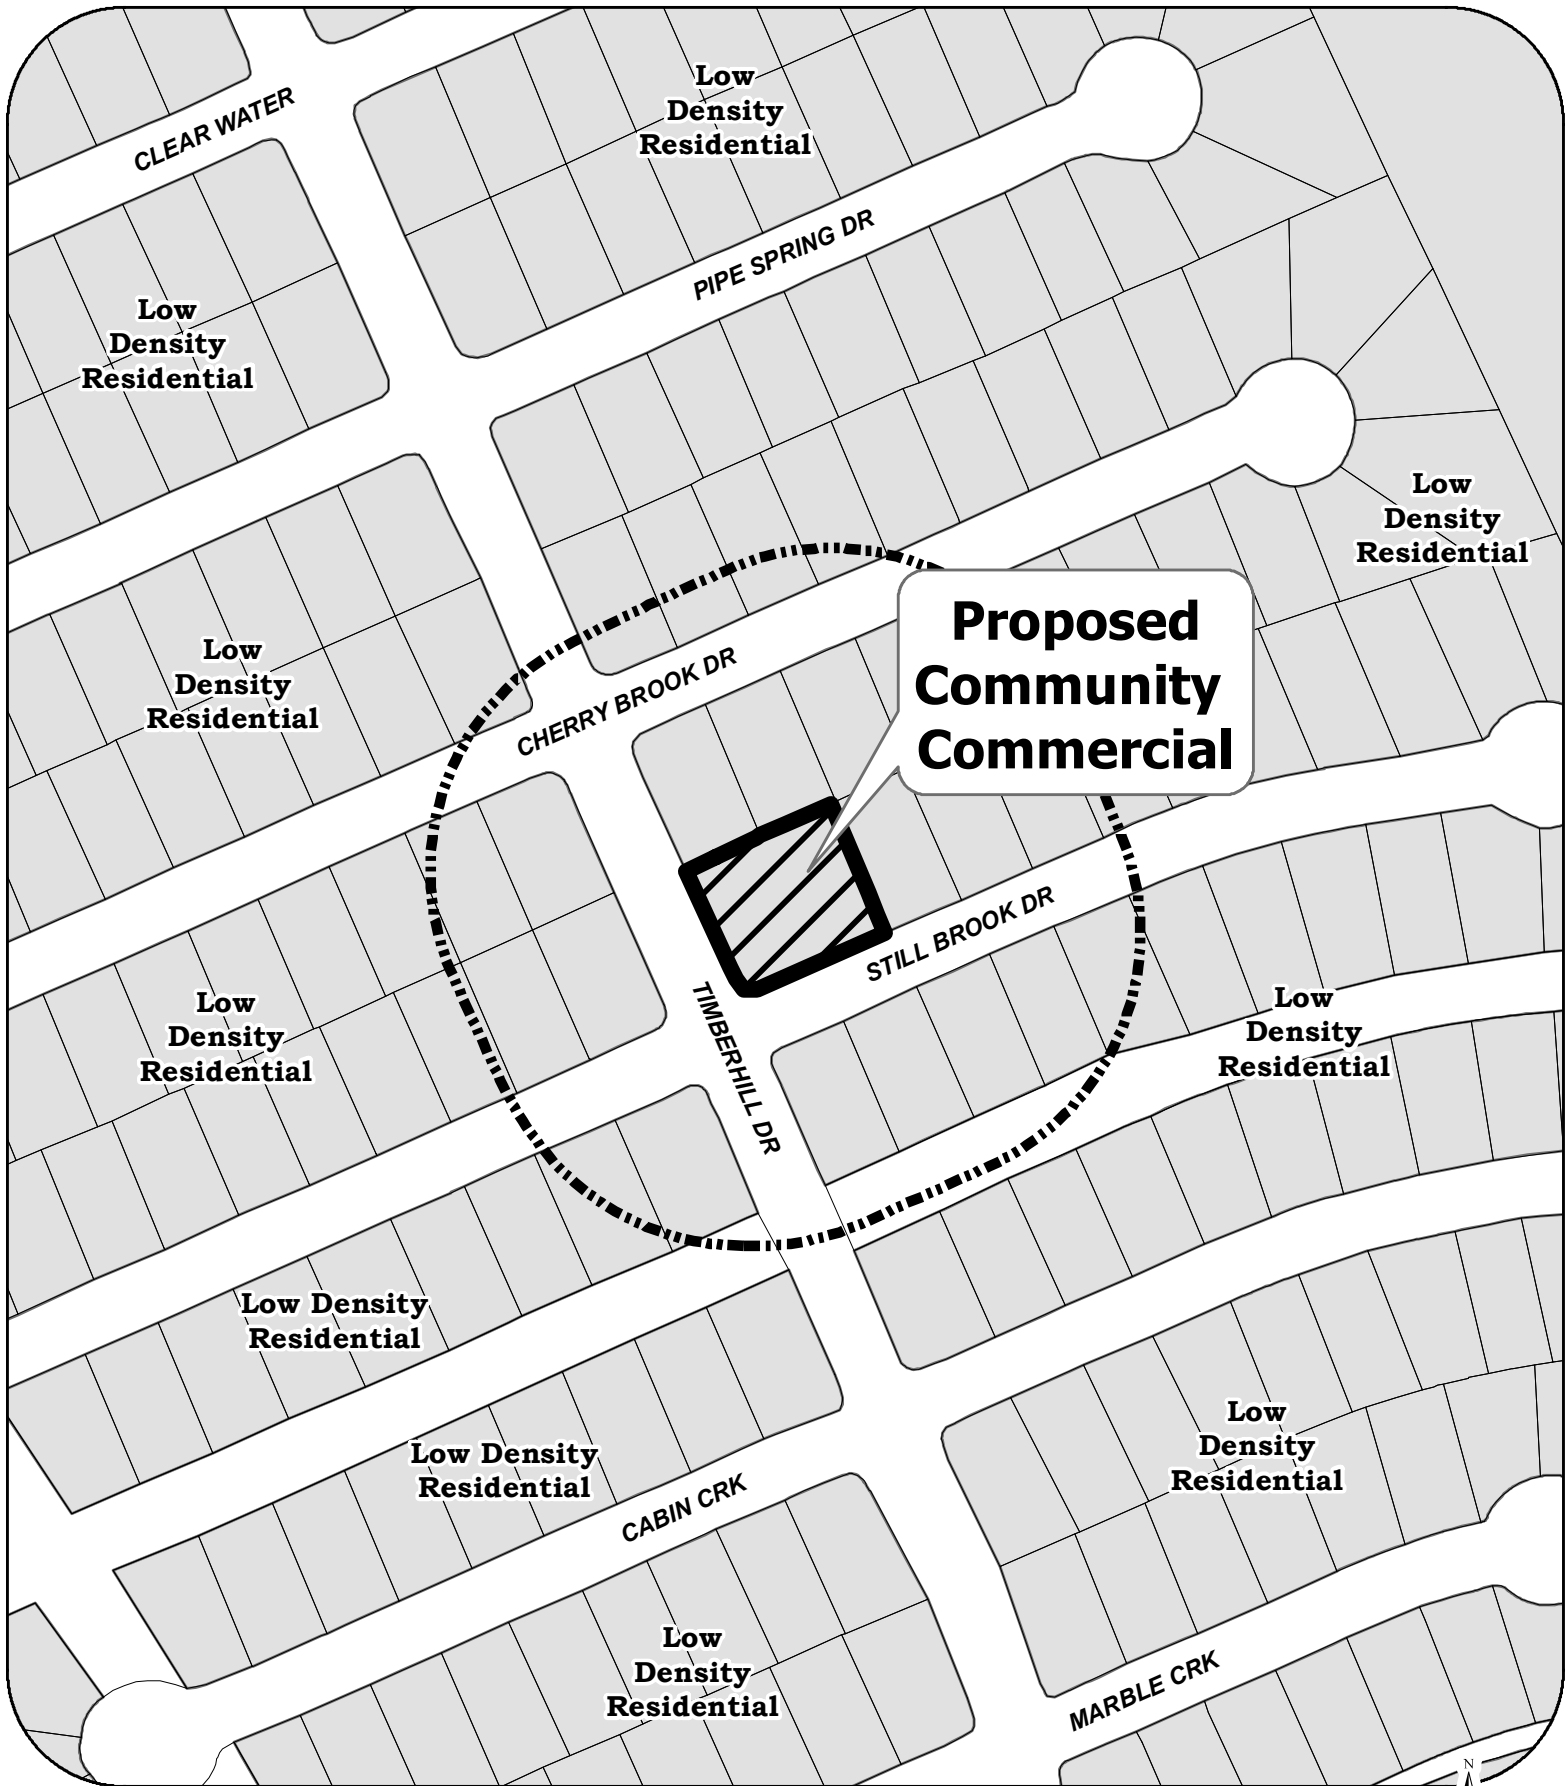 Low
Density
Residential
CLEAR WATER
PIPE SPRING DR
Low
Density
Residential
Low
Density
Residential
Proposed
Community
Commercial
Low
Density
Residential
CHERRY BROOK DR
STILL BROOK DR
Low
Density
Residential
Low
Density
Residential
TIMBERHILL DR
Low Density
Residential
Low
Density
Residential
Low Density
Residential
CABIN CRK
Low
Density
Residential
MARBLE CRK
N